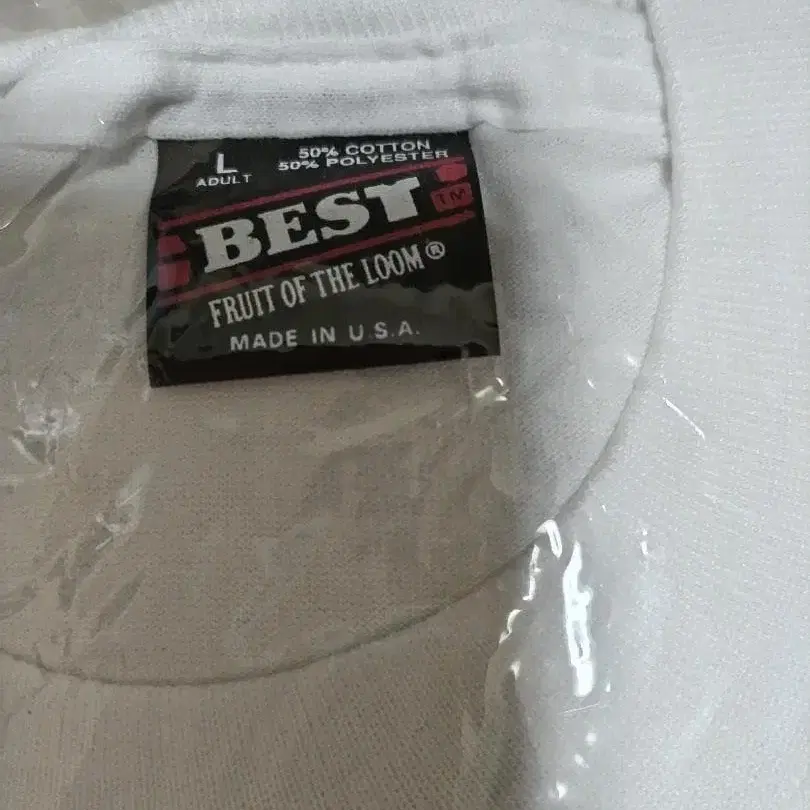 L
ADULT
50% COTTON
50% POLYESTER
BEST
TM
FRUIT OF THE LOOM®
MADE IN U.S.A.